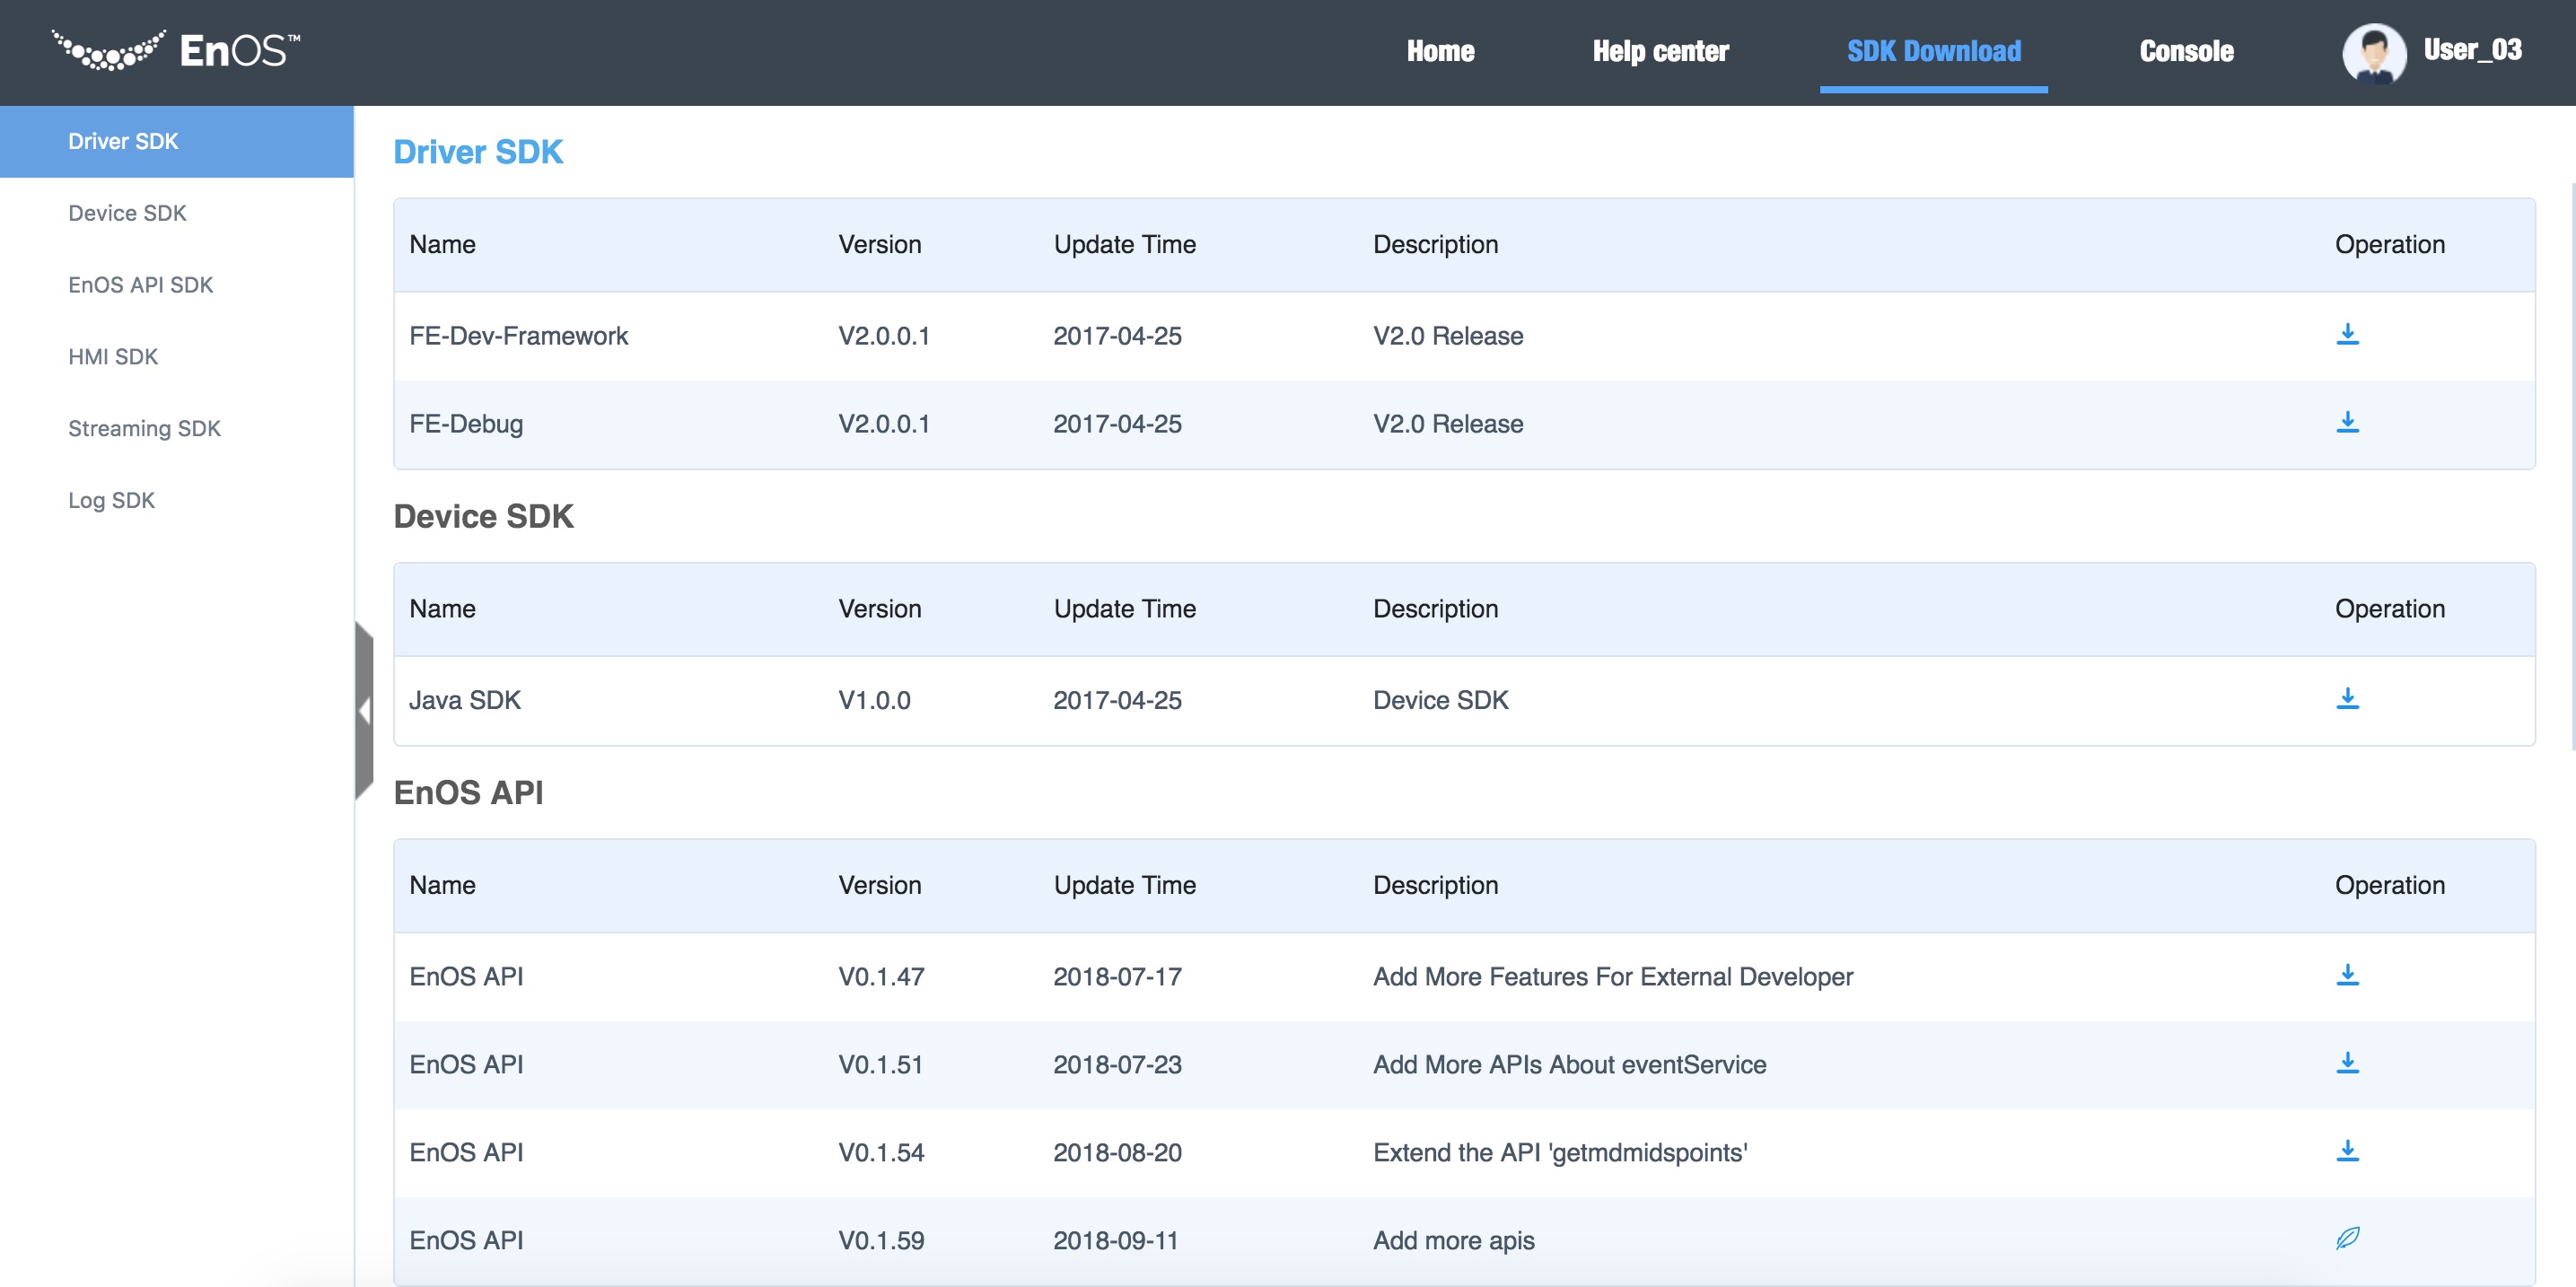 EnOS™
Home Help center SDK Download Console User_03
Driver SDK
Device SDK
EnOS API SDK
HMI SDK
Streaming SDK
Log SDK
Driver SDK
Name Version Update Time Description Operation
FE-Dev-Framework V2.0.0.1 2017-04-25 V2.0 Release
FE-Debug V2.0.0.1 2017-04-25 V2.0 Release
Device SDK
Name Version Update Time Description Operation
Java SDK V1.0.0 2017-04-25 Device SDK
EnOS API
Name Version Update Time Description Operation
EnOS API V0.1.47 2018-07-17 Add More Features For External Developer
EnOS API V0.1.51 2018-07-23 Add More APIs About eventService
EnOS API V0.1.54 2018-08-20 Extend the API 'getmdmidspoints'
EnOS API V0.1.59 2018-09-11 Add more apis